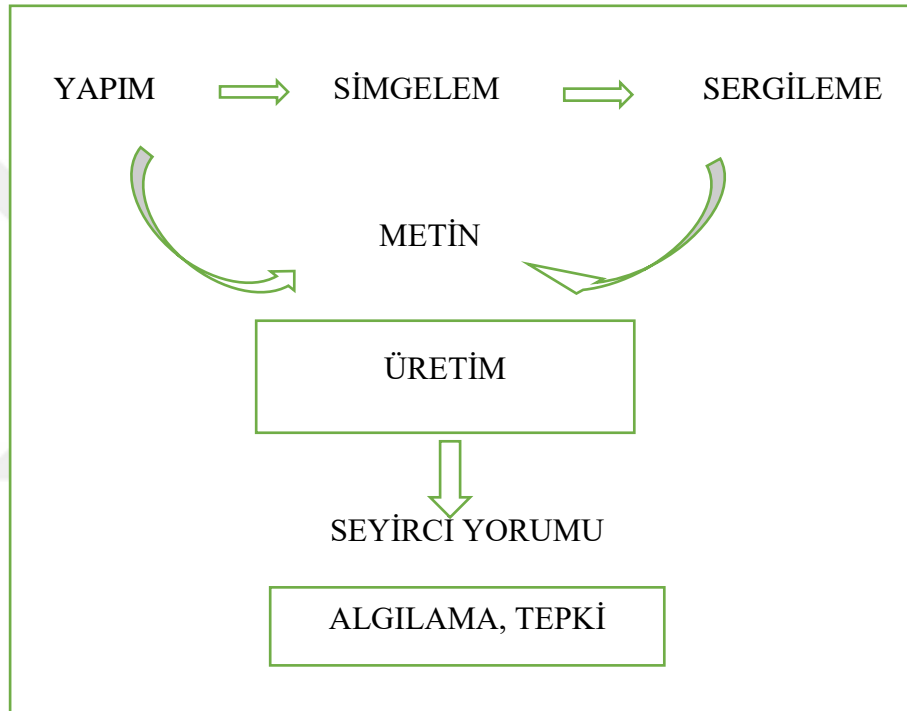 YAPIM SİMGELEM SERGİLEME
METİN
ÜRETİM
SEYİRCİ YORUMU
ALGILAMA, TEPKİ